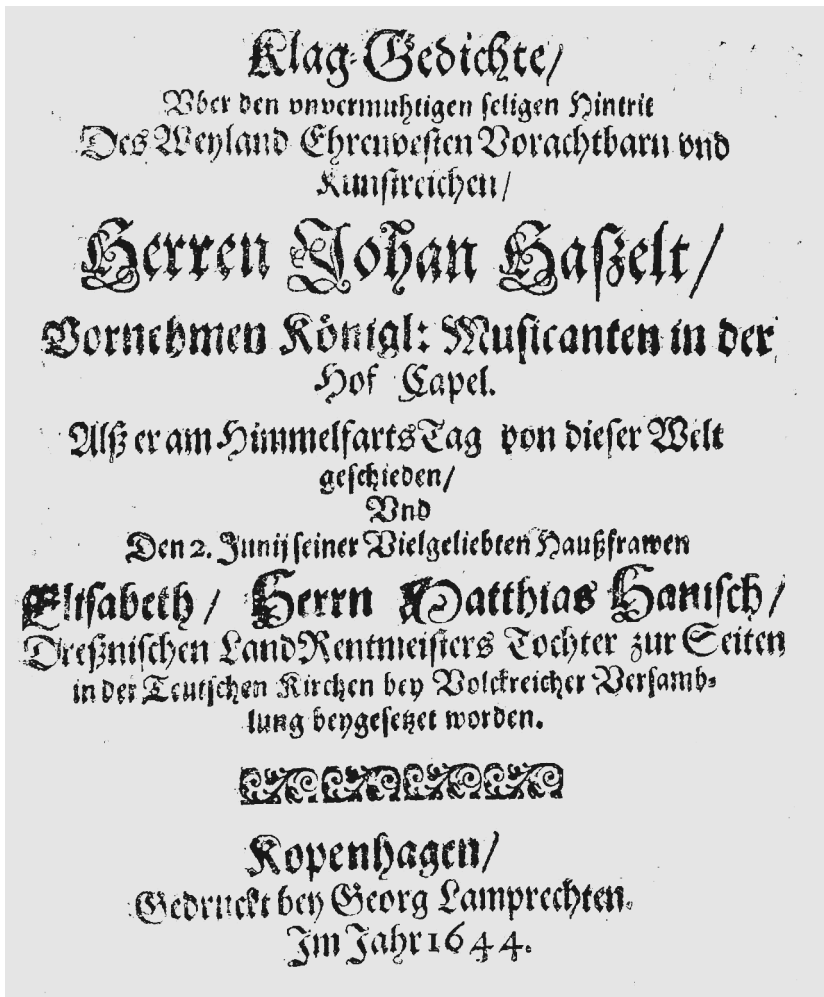 Klag-Gedichte/
Vber den vnvermuhtigen seligen Hintrit
Des Weyland Ehrenvesten Vorachtbarn vnd
Kunstreichen/
Herren Johan Haszelt/
Vornehmen Königl: Musicanten in der
Hof Capel.
Alß er am HimmelfartsTag von dieser Welt
geschieden/
Vnd
Den 2. Junij seiner Vielgeliebten Haußfrawen
Elisabeth/ Herrn Matthias Hanisch/
Dreßnischen LandRentmeisters Tochter zur Seiten
in der Teutschen Kirchen bey Volckreicher Versamb-
lung beygesetzet worden.
Kopenhagen/
Gedruckt bey Georg Lamprechten.
Im Jahr 1644.